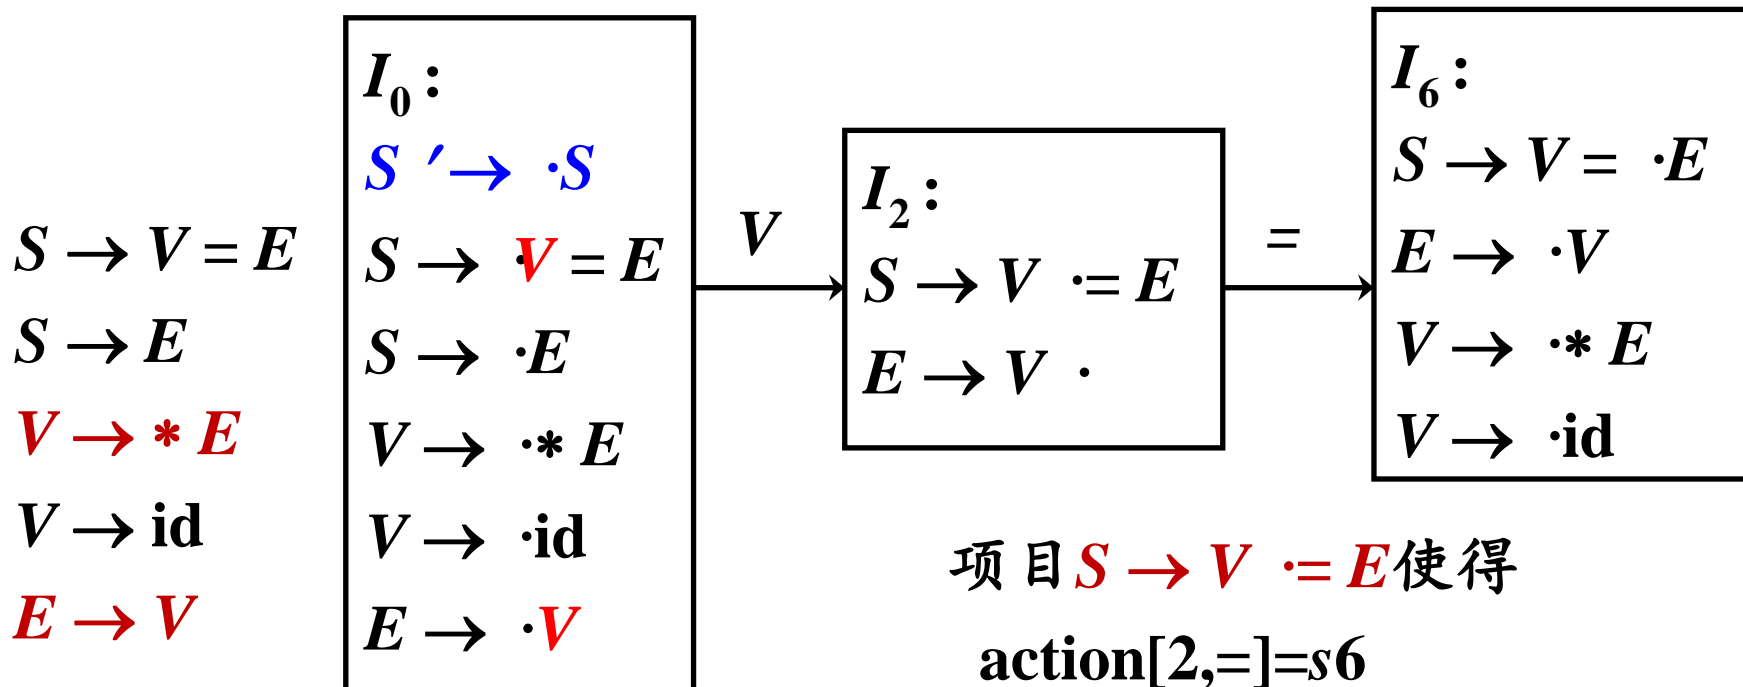 S → V = E
S → E
V → * E
V → id
E → V
I₀ :
S ′ → ·S
S → ·V = E
S → ·E
V → ·* E
V → ·id
E → ·V
V
I₂ :
S → V ·= E
E → V ·
=
I₆ :
S → V = ·E
E → ·V
V → ·* E
V → ·id
项目S → V ·= E使得
action[2,=]=s6